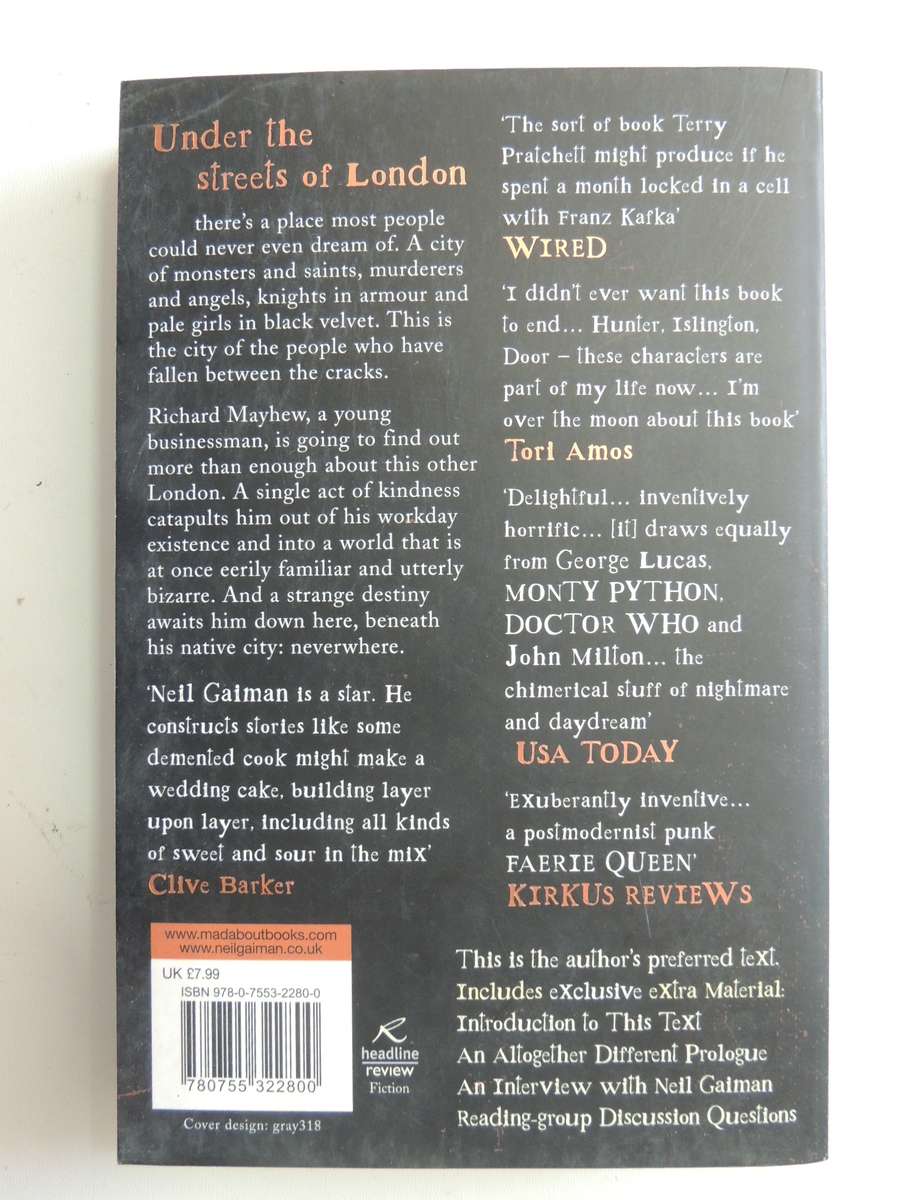 Under the
streets of London
there's a place most people
could never even dream of. A city
of monsters and saints, murderers
and angels, knights in armour and
pale girls in black velvet. This is
the city of the people who have
fallen between the cracks.
Richard Mayhew, a young
businessman, is going to find out
more than enough about this other
London. A single act of kindness
catapults him out of his workday
existence and into a world that is
at once eerily familiar and utterly
bizarre. And a strange destiny
awaits him down here, beneath
his native city: neverwhere.
'Neil Gaiman is a star. He
constructs stories like some
demented cook might make a
wedding cake, building layer
upon layer, including all kinds
of sweet and sour in the mix'
Clive Barker
'The sort of book Terry
Pratchett might produce if he
spent a month locked in a cell
with Franz Kafka'
WIRED
'I didn't ever want this book
to end... Hunter, Islington,
Door – these characters are
part of my life now... I'm
over the moon about this book'
Tori Amos
'Delightful... inventively
horrific... [it] draws equally
from George Lucas,
MONTY PYTHON,
DOCTOR WHO and
John Milton... the
chimerical stuff of nightmare
and daydream'
USA TODAY
'Exuberantly inventive...
a postmodernist punk
FAERIE QUEEN'
KIRKUS REVIEWS
This is the author's preferred text.
Includes exclusive extra Material:
Introduction to This Text
An Altogether Different Prologue
An Interview with Neil Gaiman
Reading-group Discussion Questions
www.madaboutbooks.com
www.neilgaiman.co.uk
UK £7.99
ISBN 978-0-7553-2280-0
780755 322800
R
headline
review
Fiction
Cover design: gray318